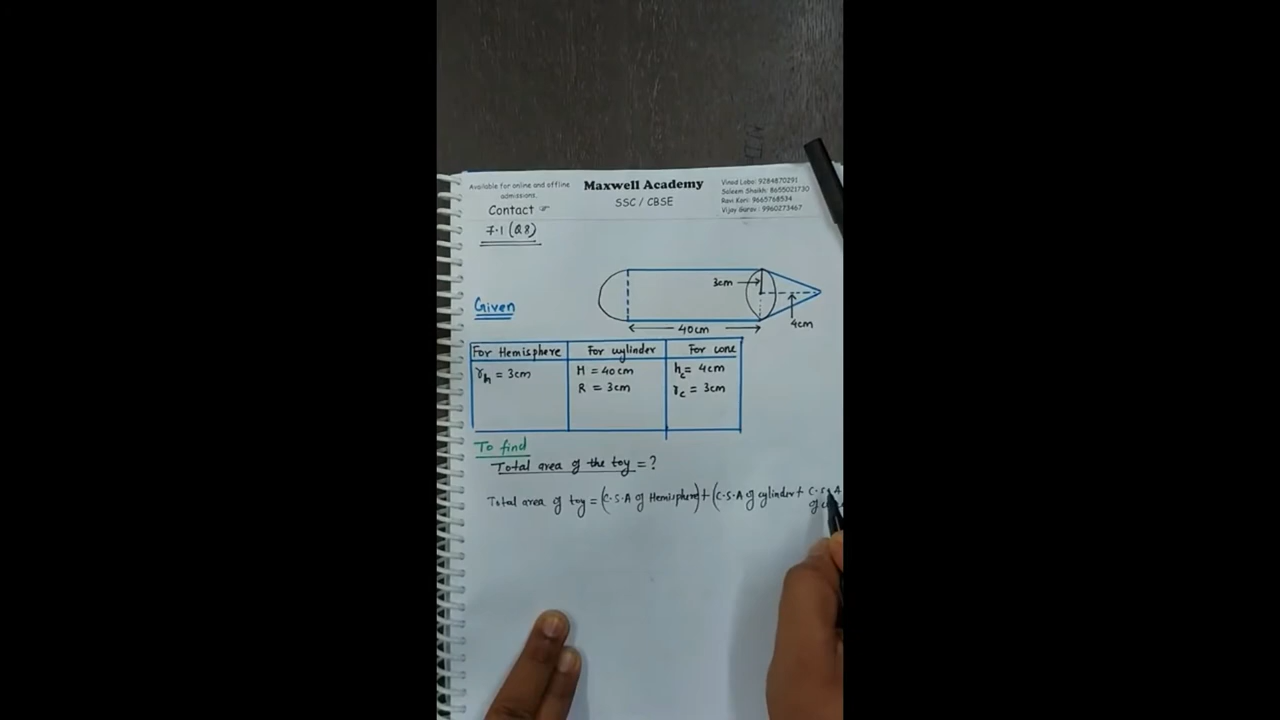 Available for online and offline
admissions.
Contact ☞
Maxwell Academy
SSC / CBSE
Vinod Lobo: 9284870291
Saleem Shaikh: 8655021730
Ravi Kori: 9665768534
Vijay Gurav : 9960273467
7.1 (Q8)
3cm
40cm
4cm
Given
For Hemisphere For cylinder For cone
rh = 3cm H = 40cm hc = 4cm
R = 3cm rc = 3cm
To find
Total area of the toy = ?
Total area of toy = (C.S.A of Hemisphere) + (C.S.A of cylinder + C.S.A
of